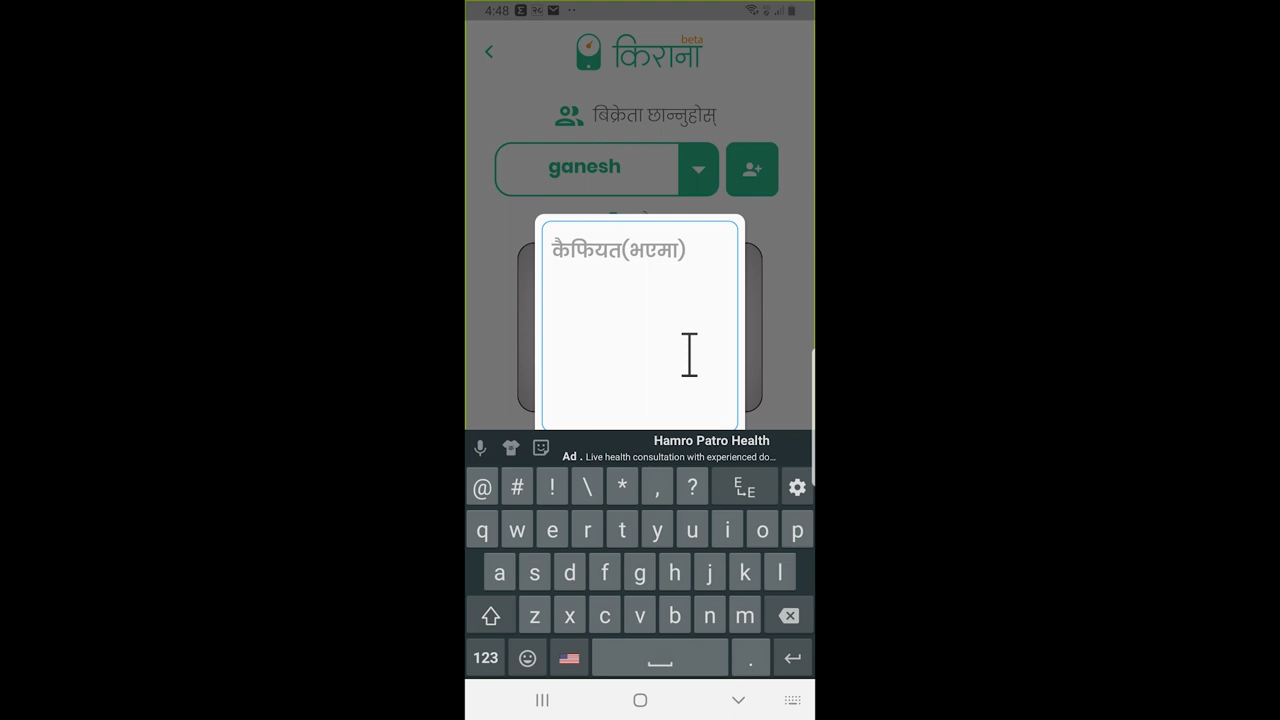 4:48
beta
किराना
बिक्रेता छान्नुहोस्
ganesh
कैफियत(भएमा)
Hamro Patro Health
Ad . Live health consultation with experienced do...
@ # ! \ * , ? E E
q w e r t y u i o p
a s d f g h j k l
z x c v b n m
123 .